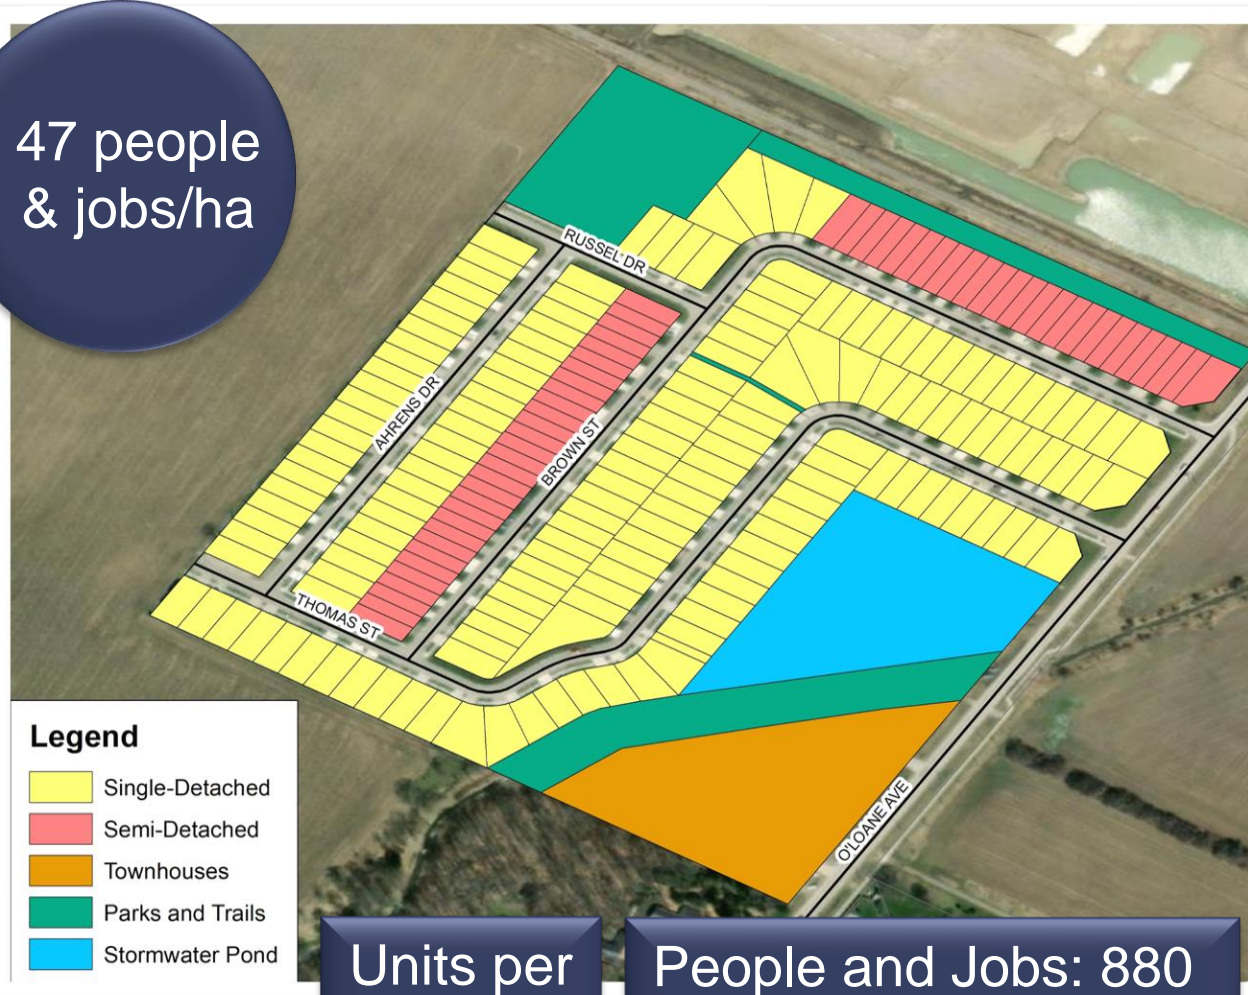 47 people
& jobs/ha
RUSSEL DR
AHRENS DR
BROWN ST
THOMAS ST
O'LOANE AVE
Legend
Single-Detached
Semi-Detached
Townhouses
Parks and Trails
Stormwater Pond
Units per
People and Jobs: 880